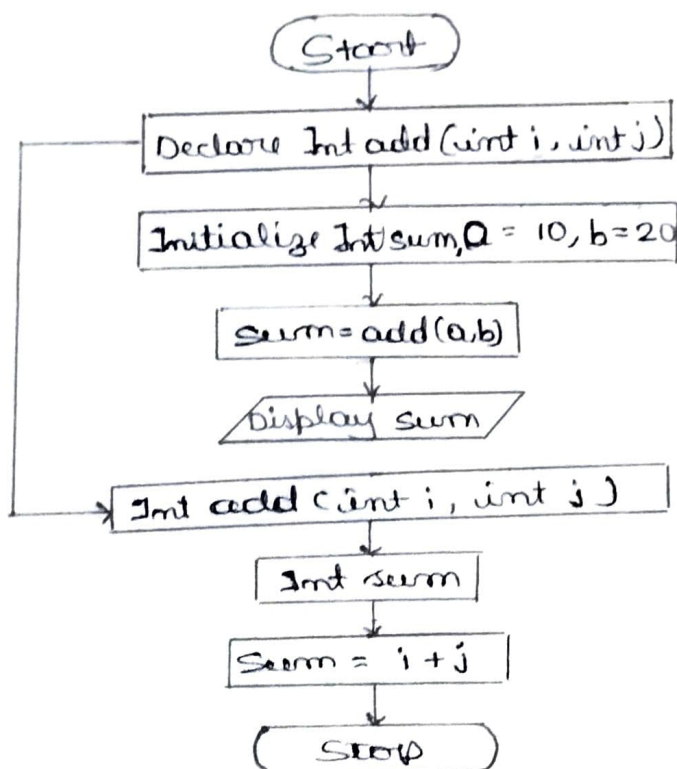 Start
Declare Int add(int i, int j)
Initialize Int sum, a = 10, b=20
sum=add(a,b)
Display sum
Int add (int i, int j)
Int sum
Sum = i + j
Stop